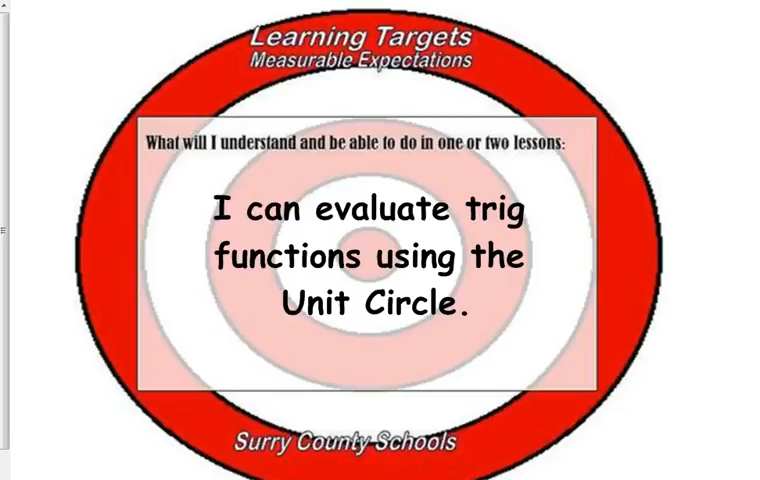 Learning Targets
Measurable Expectations
What will I understand and be able to do in one or two lessons:
I can evaluate trig
functions using the
Unit Circle.
Surry County Schools